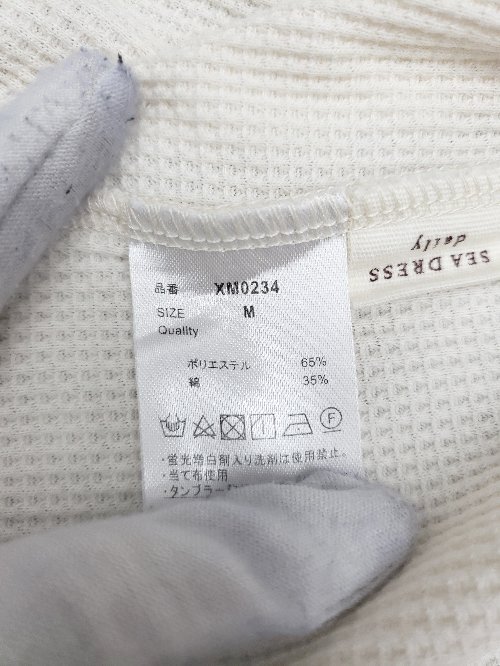 品番 XM0234
SIZE M
Quality
ポリエステル 65%
綿 35%
・蛍光増白剤入り洗剤は使用禁止。
・当て布使用
・タンブラー
SEA DRESS
daily